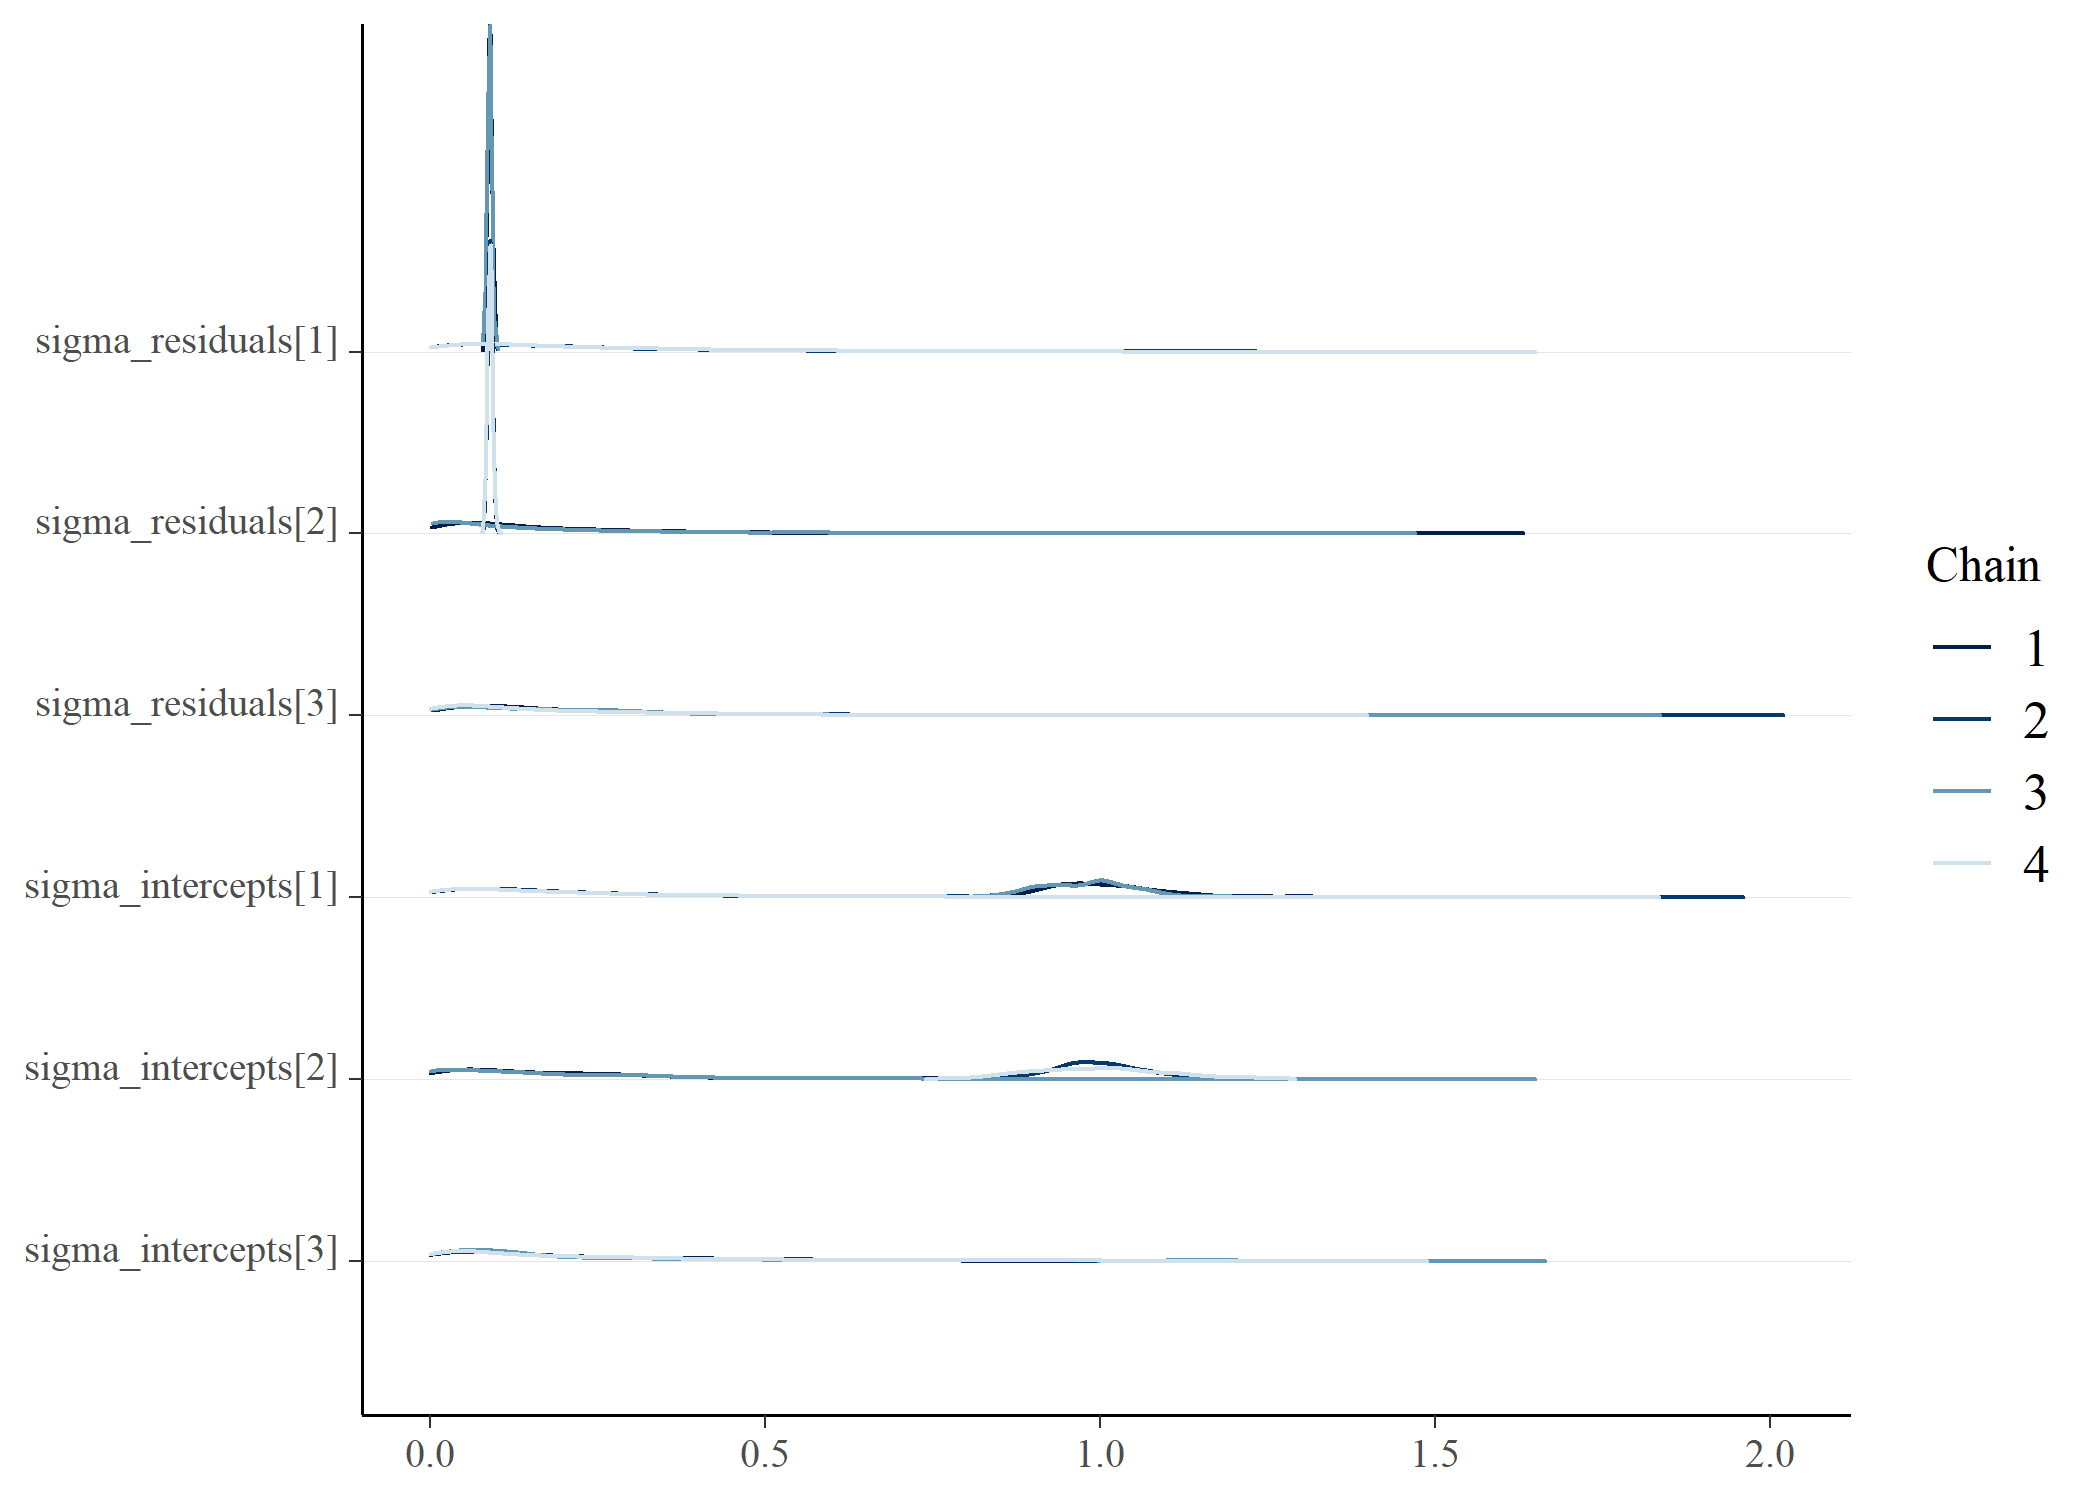 sigma_residuals[1]
sigma_residuals[2]
sigma_residuals[3]
sigma_intercepts[1]
sigma_intercepts[2]
sigma_intercepts[3]
0.0 0.5 1.0 1.5 2.0
Chain
1
2
3
4